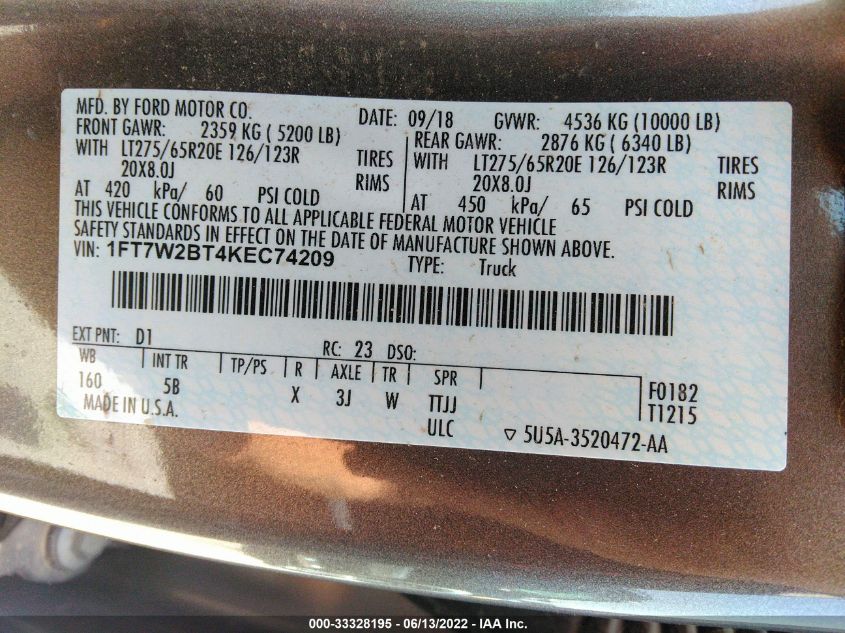 MFD. BY FORD MOTOR CO. DATE: 09/18 GVWR: 4536 KG (10000 LB)
FRONT GAWR: 2359 KG ( 5200 LB) REAR GAWR: 2876 KG ( 6340 LB)
WITH LT275/65R20E 126/123R TIRES WITH LT275/65R20E 126/123R TIRES
20X8.0J RIMS 20X8.0J RIMS
AT 420 kPa/ 60 PSI COLD AT 450 kPa/ 65 PSI COLD
THIS VEHICLE CONFORMS TO ALL APPLICABLE FEDERAL MOTOR VEHICLE
SAFETY STANDARDS IN EFFECT ON THE DATE OF MANUFACTURE SHOWN ABOVE.
VIN: 1FT7W2BT4KEC74209 TYPE: Truck
EXT PNT: D1 RC: 23 DSO:
WB INT TR TP/PS R AXLE TR SPR F0182
160 5B X 3J W TTJJ T1215
MADE IN U.S.A. ULC ▽ 5U5A-3520472-AA
000-33328195 - 06/13/2022 - IAA Inc.